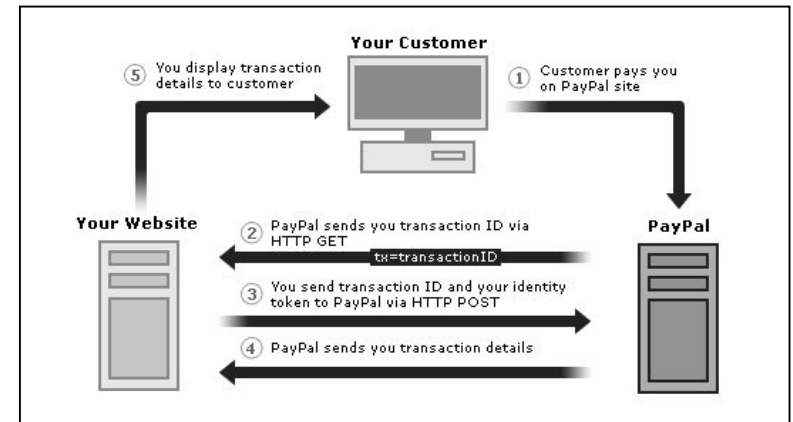 Your Customer
5 You display transaction
details to customer
1 Customer pays you
on PayPal site
Your Website
PayPal
2 PayPal sends you transaction ID via
HTTP GET
tx=transactionID
3 You send transaction ID and your identity
token to PayPal via HTTP POST
4 PayPal sends you transaction details